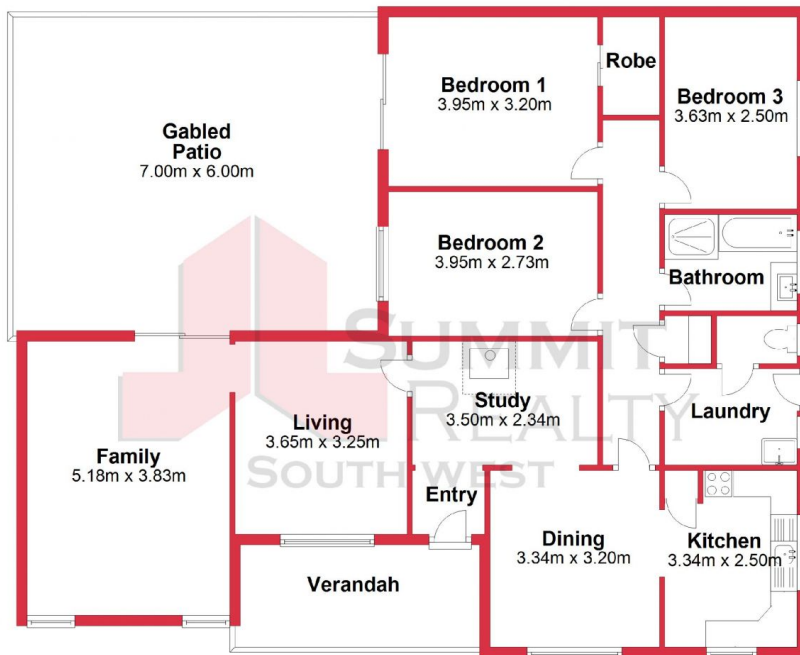 Gabled
Patio
7.00m x 6.00m
Bedroom 1
3.95m x 3.20m
Robe
Bedroom 3
3.63m x 2.50m
Bedroom 2
3.95m x 2.73m
Bathroom
SUMMIT
REALTY
SOUTH WEST
Study
3.50m x 2.34m
Living
3.65m x 3.25m
Laundry
Family
5.18m x 3.83m
Entry
Dining
3.34m x 3.20m
Kitchen
3.34m x 2.50m
Verandah